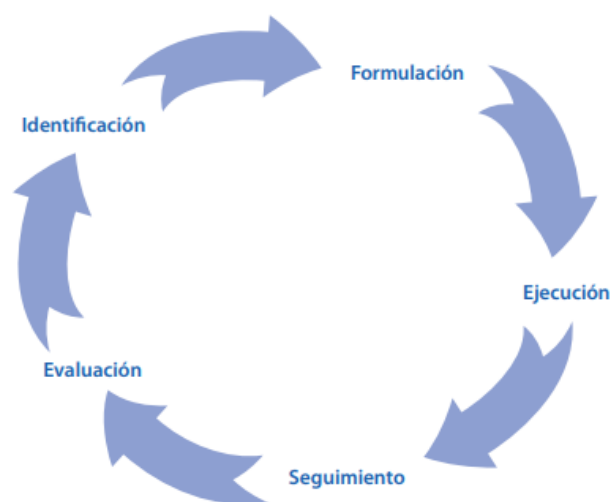 Formulación
Identificación
Ejecución
Evaluación
Seguimiento